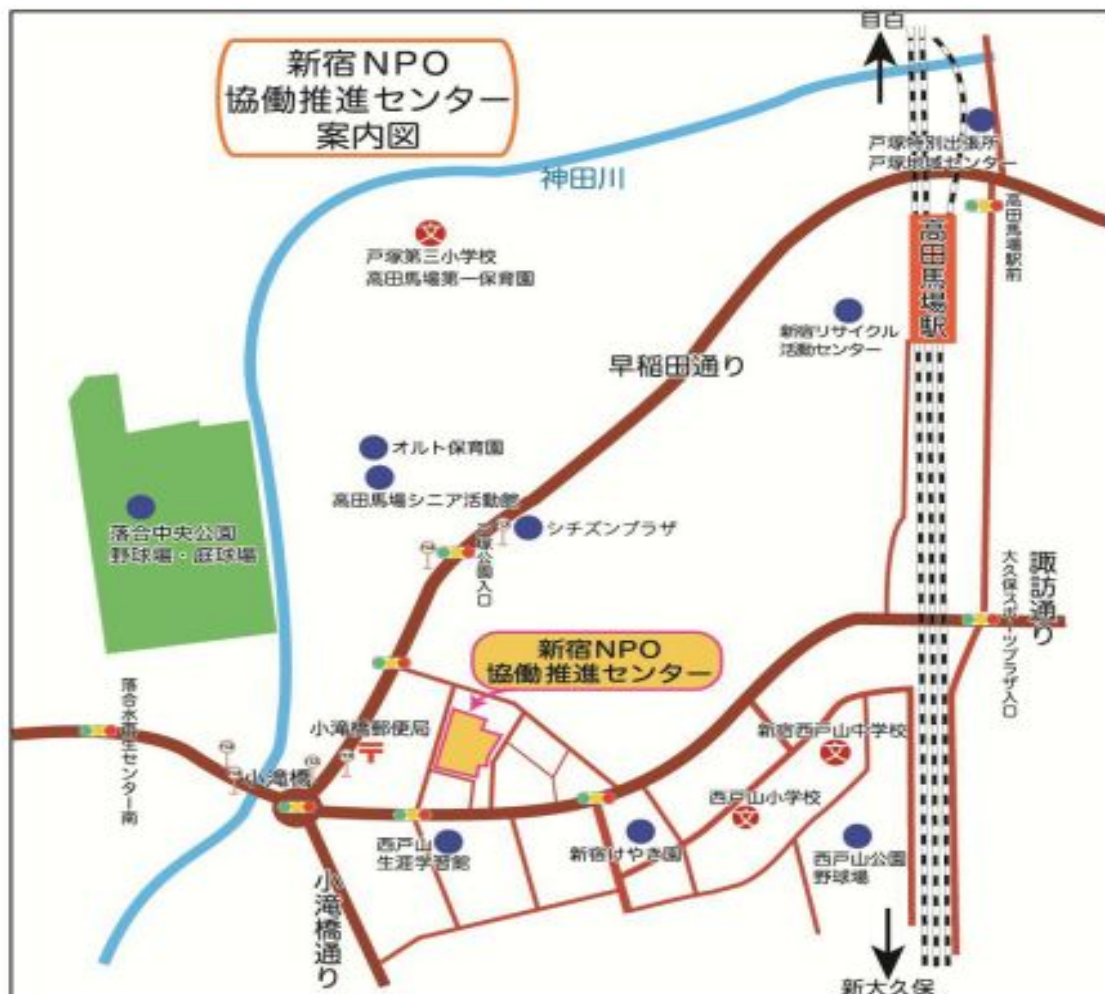 目白
新宿NPO
協働推進センター
案内図
神田川
戸塚特別出張所
戸塚地域センター
高田馬場駅前
高田馬場駅
文
戸塚第三小学校
高田馬場第一保育園
新宿リサイクル
活動センター
早稲田通り
オルト保育園
高田馬場シニア活動館
シチズンプラザ
戸塚公園入口
落合中央公園
野球場・庭球場
諏訪通り
大久保スポーツプラザ入口
新宿NPO
協働推進センター
落合水再生センター南
小滝橋郵便局
〒
小滝橋
新宿西戸山中学校
文
西戸山小学校
文
西戸山
生涯学習館
新宿けやき園
西戸山公園
野球場
小滝橋通り
新大久保